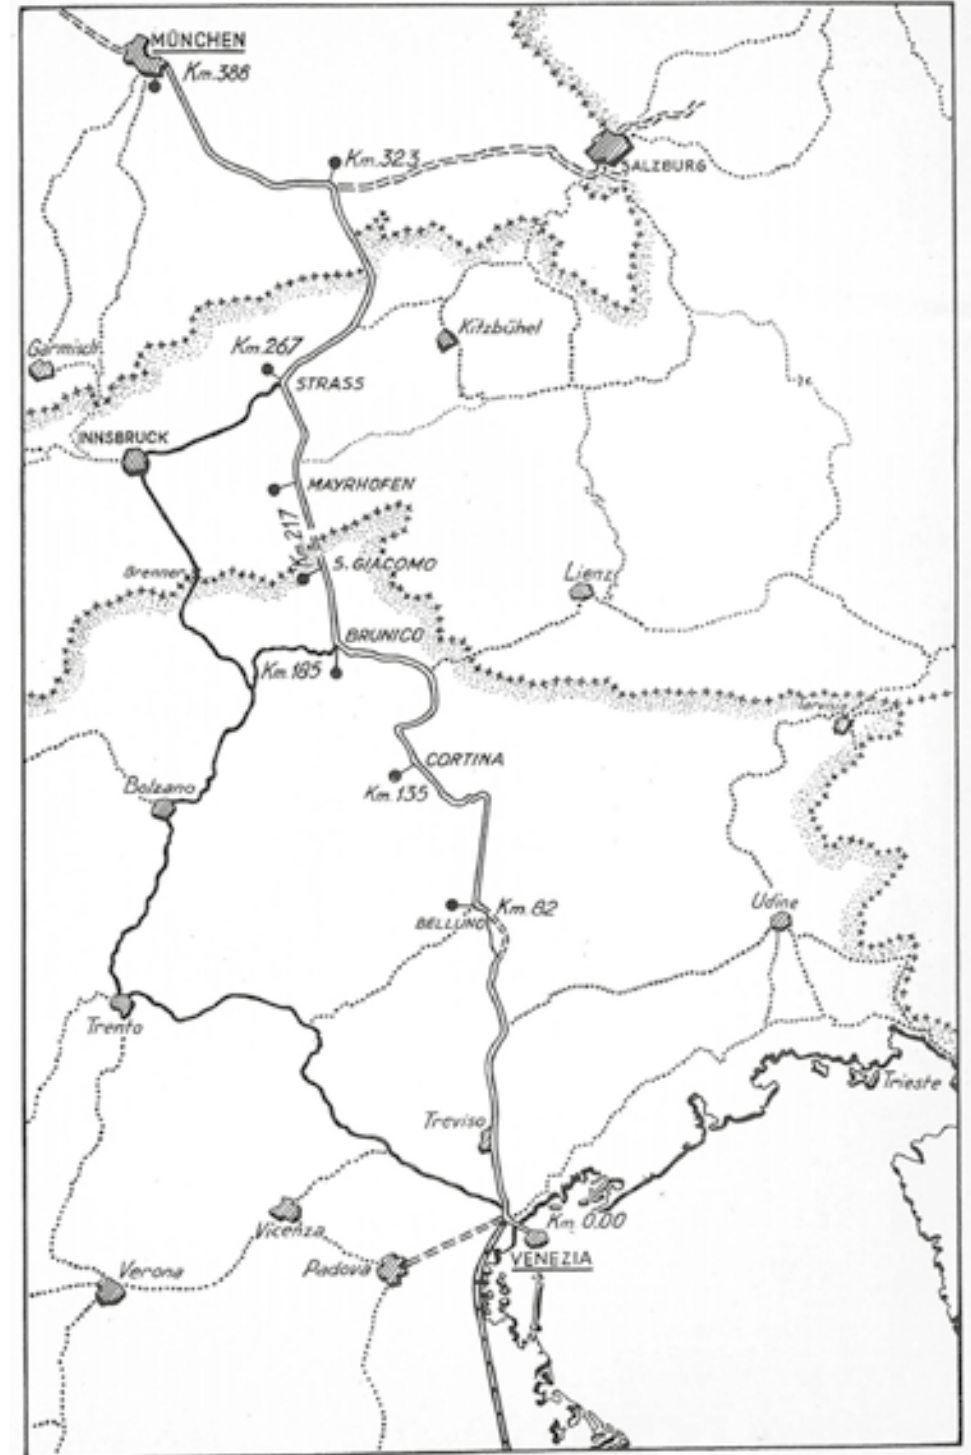 MÜNCHEN
Km. 388
Km. 323
SALZBURG
Kitzbühel
Garmisch
Km. 267
STRASS
INNSBRUCK
MAYRHOFEN
Km. 217
S. GIACOMO
Brenner
Lienz
BRUNICO
Km. 185
CORTINA
Bolzano
Km. 135
Udine
Km. 82
BELLUNO
Trento
Trieste
Treviso
Vicenza
Km. 0.00
VENEZIA
Padova
Verona